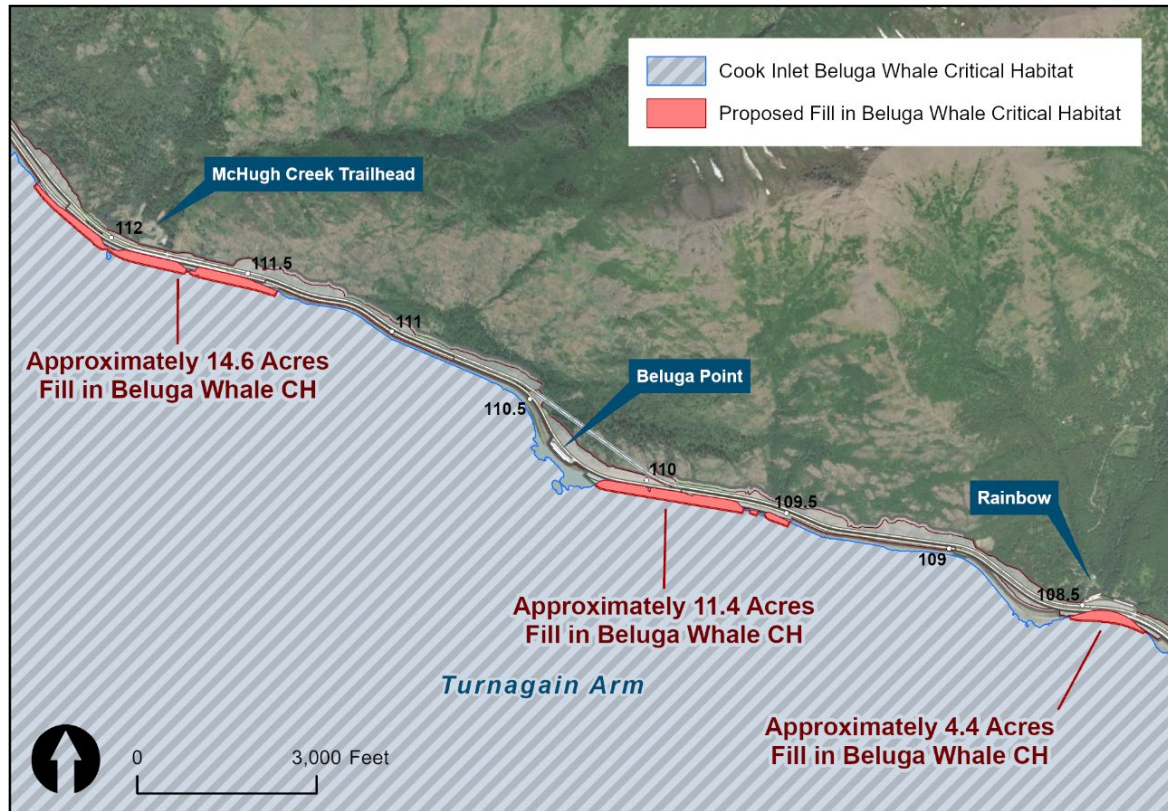 Cook Inlet Beluga Whale Critical Habitat
Proposed Fill in Beluga Whale Critical Habitat
McHugh Creek Trailhead
112
111.5
111
Approximately 14.6 Acres
Fill in Beluga Whale CH
Beluga Point
110.5
110
109.5
Rainbow
109
108.5
Approximately 11.4 Acres
Fill in Beluga Whale CH
Turnagain Arm
Approximately 4.4 Acres
Fill in Beluga Whale CH
0
3,000 Feet